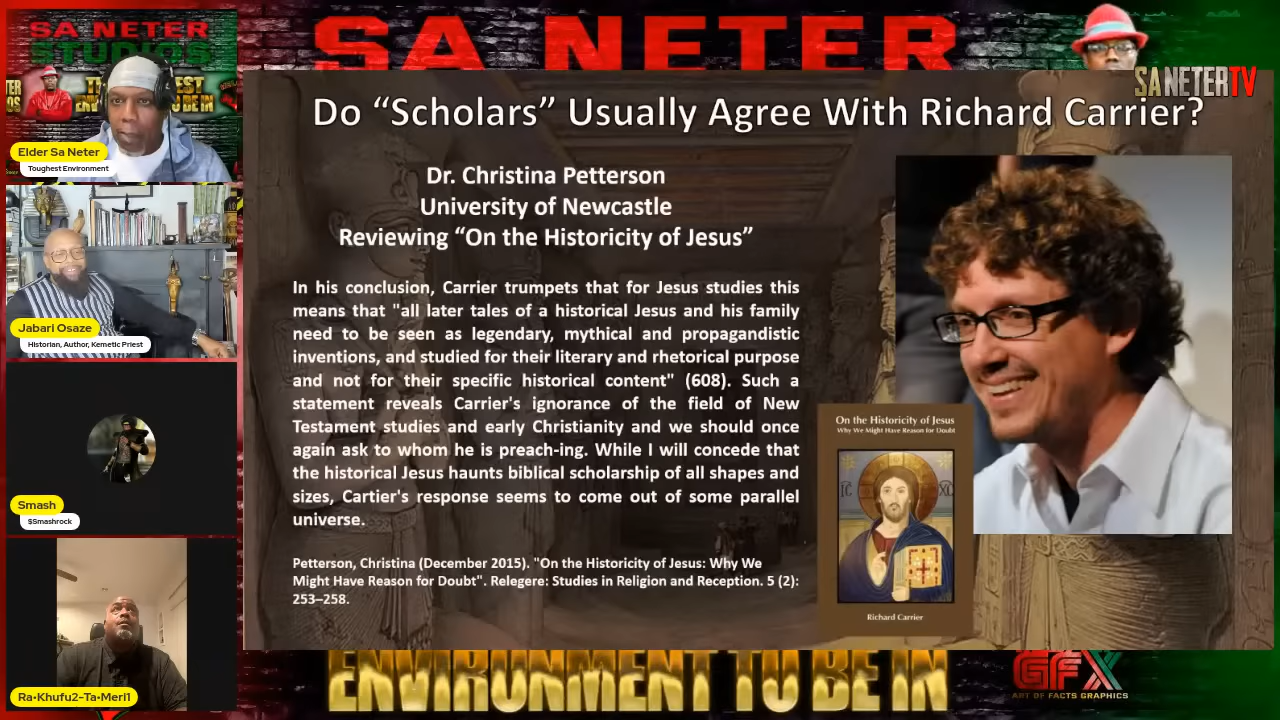 SA NETER
STUDIOS
SA NETER
SANETERTV
Elder Sa Neter
Toughest Environment
Jabari Osaze
Historian, Author, Kemetic Priest
Smash
$Smashrock
Ra-Khufu2-Ta-Meri1
Do “Scholars” Usually Agree With Richard Carrier?
Dr. Christina Petterson
University of Newcastle
Reviewing “On the Historicity of Jesus”
In his conclusion, Carrier trumpets that for Jesus studies this
means that "all later tales of a historical Jesus and his family
need to be seen as legendary, mythical and propagandistic
inventions, and studied for their literary and rhetorical purpose
and not for their specific historical content" (608). Such a
statement reveals Carrier's ignorance of the field of New
Testament studies and early Christianity and we should once
again ask to whom he is preach-ing. While I will concede that
the historical Jesus haunts biblical scholarship of all shapes and
sizes, Cartier's response seems to come out of some parallel
universe.
Petterson, Christina (December 2015). "On the Historicity of Jesus: Why We
Might Have Reason for Doubt". Relegere: Studies in Religion and Reception. 5 (2):
253–258.
On the Historicity of Jesus
Why We Might Have Reason for Doubt
IC XC
Richard Carrier
ENVIRONMENT TO BE IN
GFX
ART OF FACTS GRAPHICS